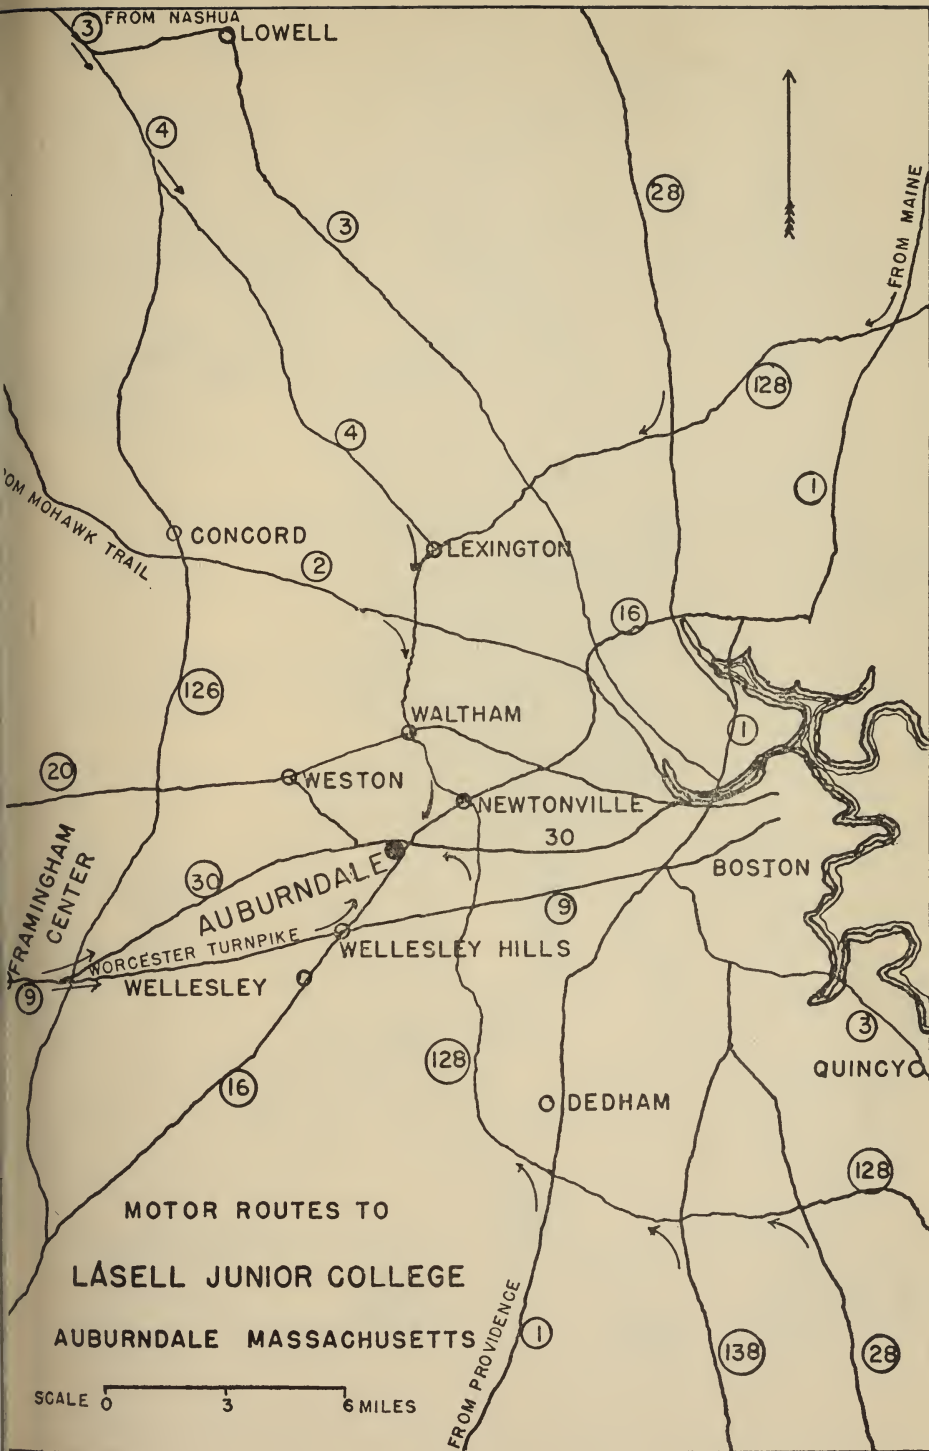 3 FROM NASHUA
LOWELL
4
28
3
FROM MAINE
128
4
1
OM MOHAWK TRAIL
CONCORD
LEXINGTON
2
16
126
WALTHAM
1
20
WESTON
NEWTONVILLE
30
FRAMINGHAM
CENTER
30
AUBURNDALE
BOSTON
9
WORCESTER TURNPIKE
WELLESLEY HILLS
9
WELLESLEY
3
128
QUINCY
16
DEDHAM
128
MOTOR ROUTES TO
LASELL JUNIOR COLLEGE
AUBURNDALE MASSACHUSETTS
FROM PROVIDENCE
1
138
28
SCALE 0 3 6 MILES